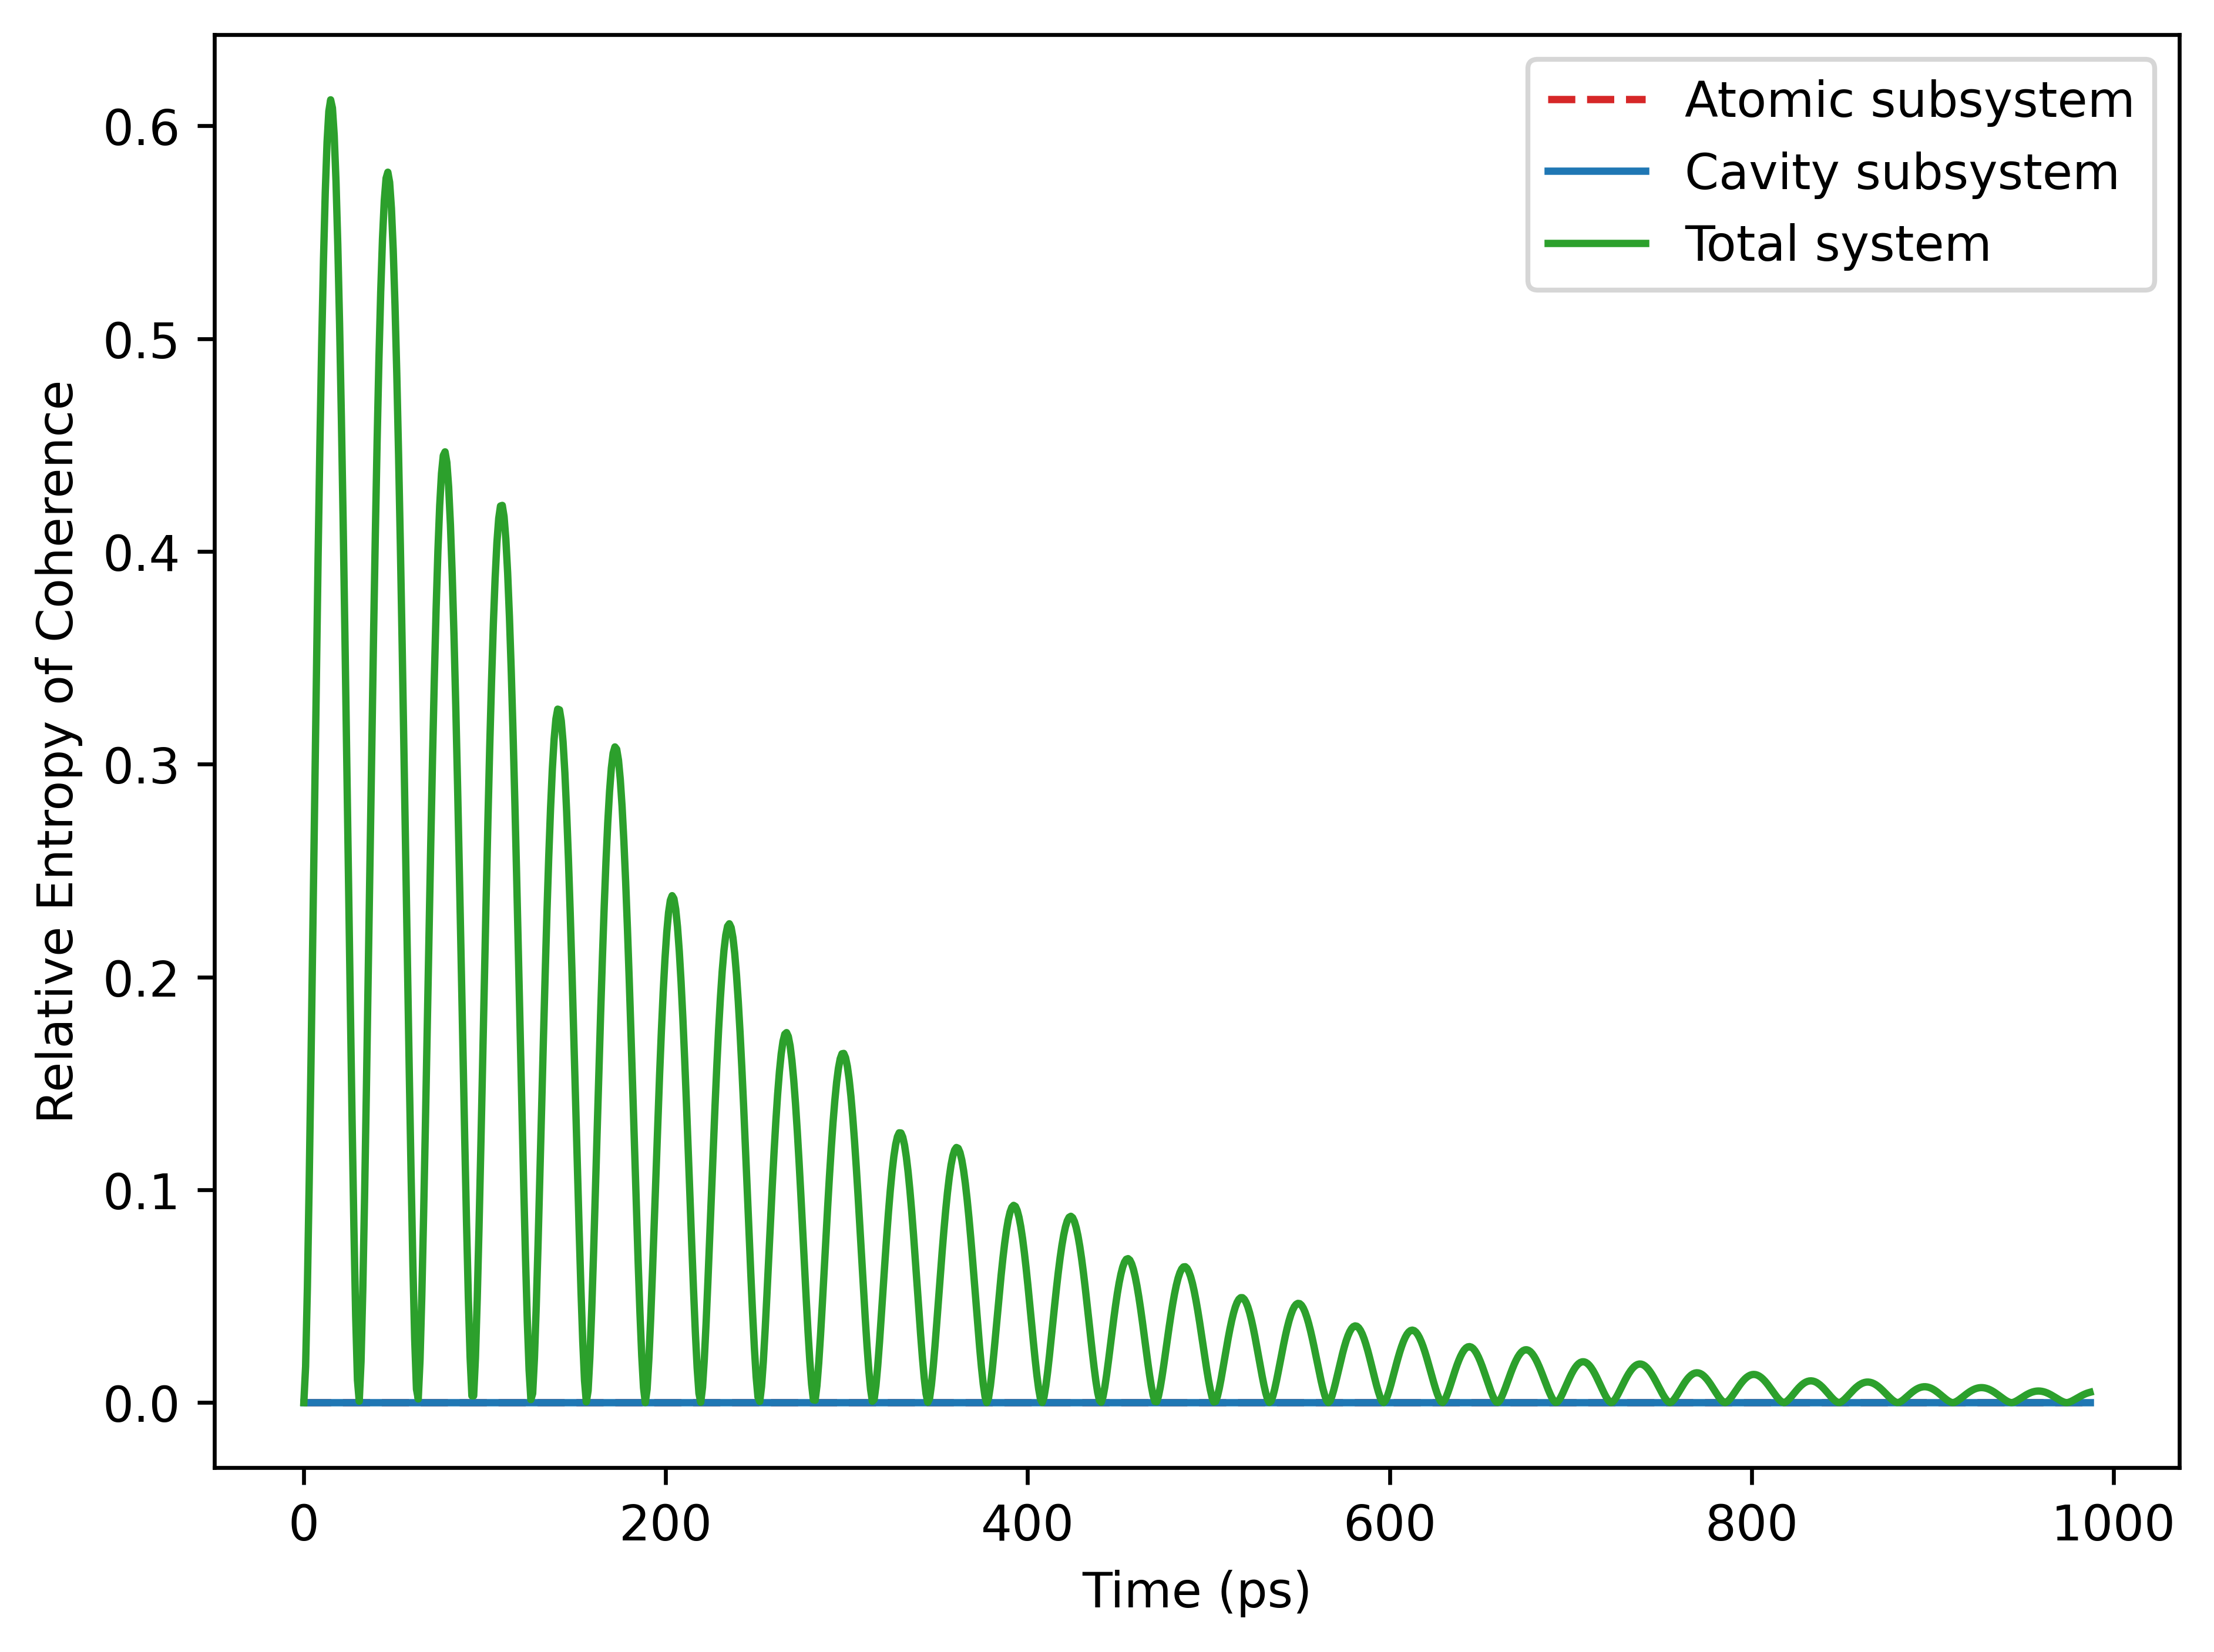 Atomic subsystem
Cavity subsystem
Total system
Relative Entropy of Coherence
0.6
0.5
0.4
0.3
0.2
0.1
0.0
0 200 400 600 800 1000
Time (ps)